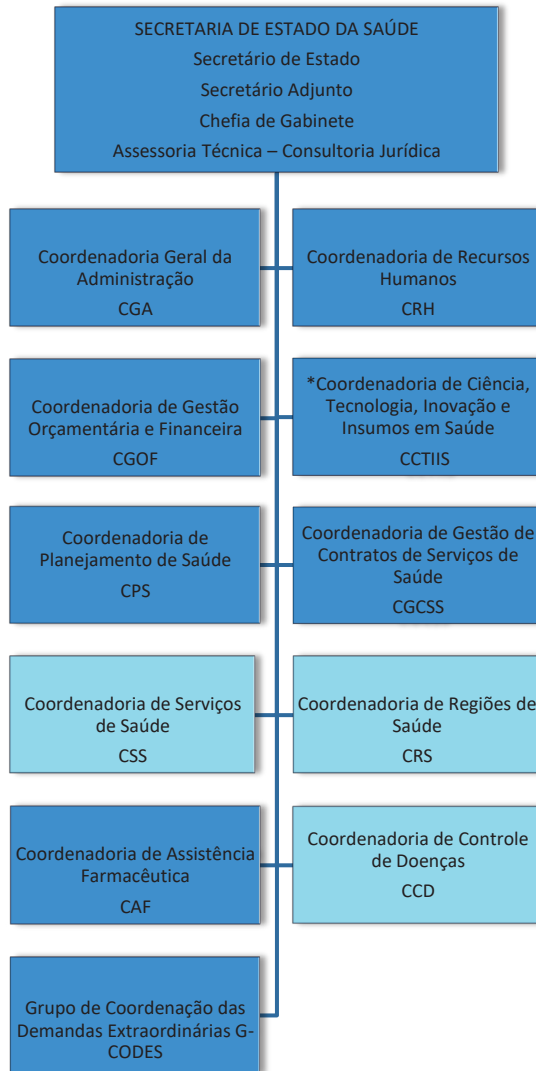 SECRETARIA DE ESTADO DA SAÚDE
Secretário de Estado
Secretário Adjunto
Chefia de Gabinete
Assessoria Técnica – Consultoria Jurídica
Coordenadoria Geral da
Administração
CGA
Coordenadoria de Recursos
Humanos
CRH
Coordenadoria de Gestão
Orçamentária e Financeira
CGOF
*Coordenadoria de Ciência,
Tecnologia, Inovação e
Insumos em Saúde
CCTIIS
Coordenadoria de
Planejamento de Saúde
CPS
Coordenadoria de Gestão de
Contratos de Serviços de
Saúde
CGCSS
Coordenadoria de Serviços
de Saúde
CSS
Coordenadoria de Regiões de
Saúde
CRS
Coordenadoria de Assistência
Farmacêutica
CAF
Coordenadoria de Controle
de Doenças
CCD
Grupo de Coordenação das
Demandas Extraordinárias G-
CODES